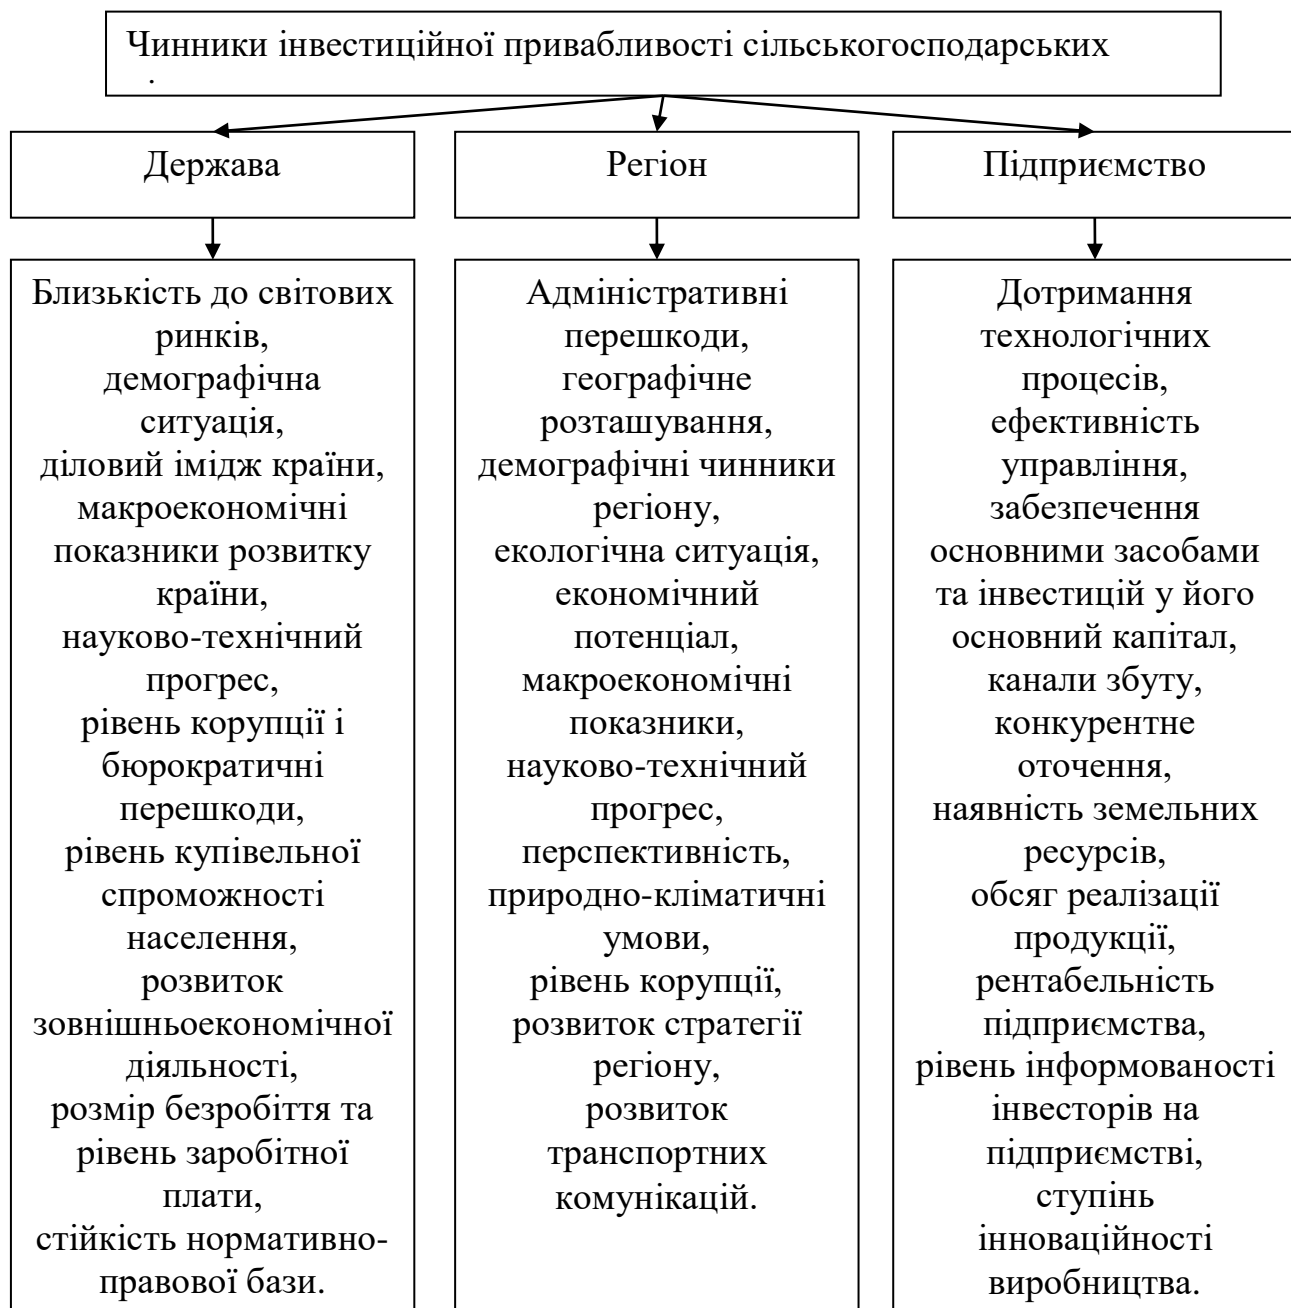 Чинники інвестиційної привабливості сільськогосподарських
Держава
Регіон
Підприємство
Близькість до світових
ринків,
демографічна
ситуація,
діловий імідж країни,
макроекономічні
показники розвитку
країни,
науково-технічний
прогрес,
рівень корупції і
бюрократичні
перешкоди,
рівень купівельної
спроможності
населення,
розвиток
зовнішньоекономічної
діяльності,
розмір безробіття та
рівень заробітної
плати,
стійкість нормативно-
правової бази.
Адміністративні
перешкоди,
географічне
розташування,
демографічні чинники
регіону,
екологічна ситуація,
економічний
потенціал,
макроекономічні
показники,
науково-технічний
прогрес,
перспективність,
природно-кліматичні
умови,
рівень корупції,
розвиток стратегії
регіону,
розвиток
транспортних
комунікацій.
Дотримання
технологічних
процесів,
ефективність
управління,
забезпечення
основними засобами
та інвестицій у його
основний капітал,
канали збуту,
конкурентне
оточення,
наявність земельних
ресурсів,
обсяг реалізації
продукції,
рентабельність
підприємства,
рівень інформованості
інвесторів на
підприємстві,
ступінь
інноваційності
виробництва.